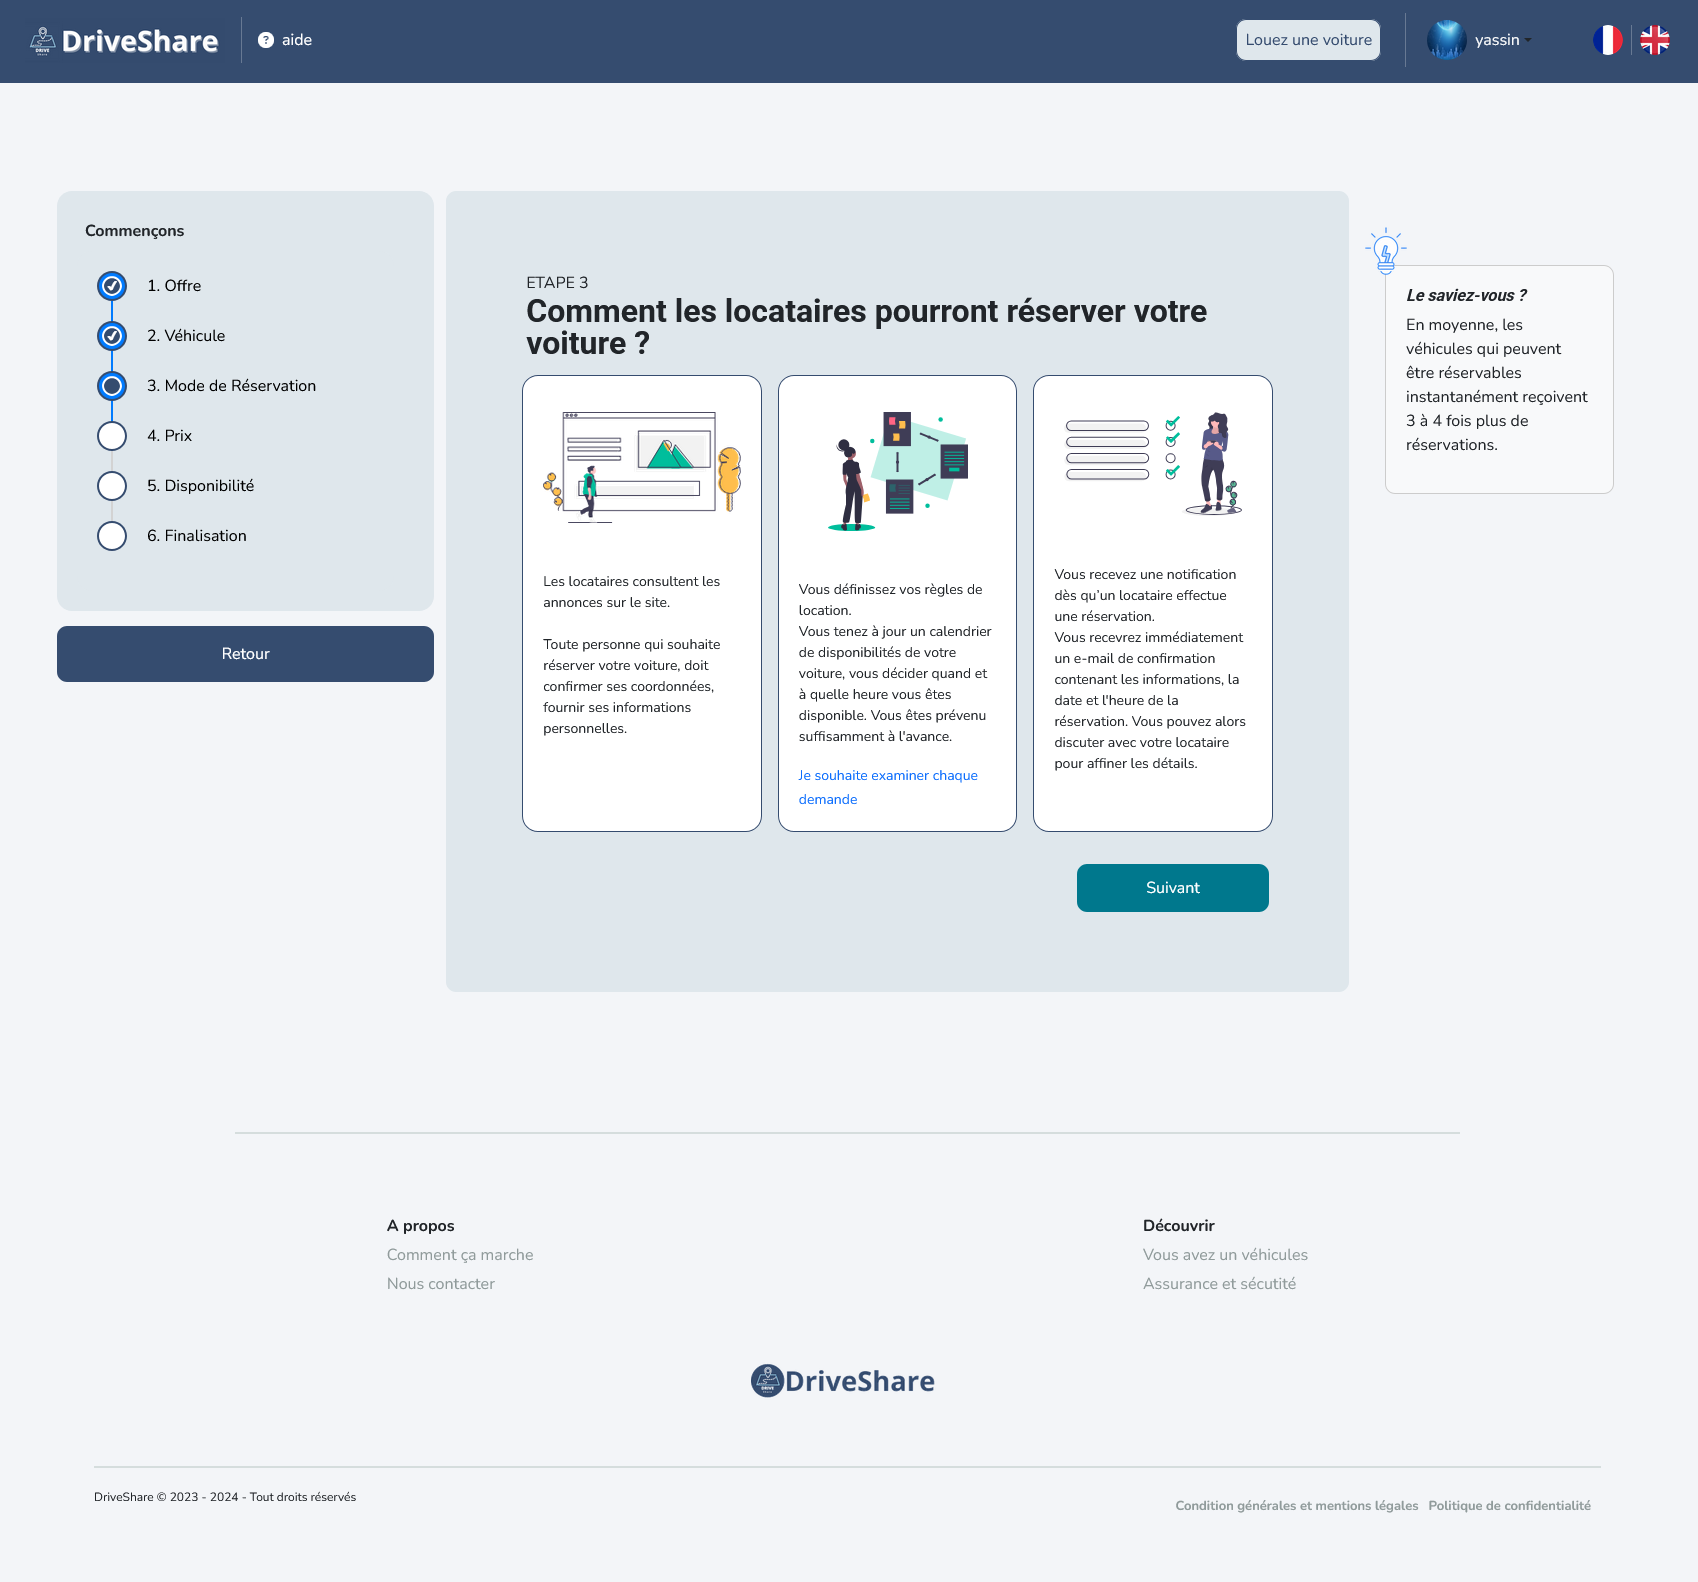 DriveShare
aide
Louez une voiture
yassin
Commençons
1. Offre
2. Véhicule
3. Mode de Réservation
4. Prix
5. Disponibilité
6. Finalisation
Retour
ETAPE 3
Comment les locataires pourront réserver votre
voiture ?
Les locataires consultent les
annonces sur le site.
Toute personne qui souhaite
réserver votre voiture, doit
confirmer ses coordonnées,
fournir ses informations
personnelles.
Vous définissez vos règles de
location.
Vous tenez à jour un calendrier
de disponibilités de votre
voiture, vous décider quand et
à quelle heure vous êtes
disponible. Vous êtes prévenu
suffisamment à l'avance.
Je souhaite examiner chaque
demande
Vous recevez une notification
dès qu’un locataire effectue
une réservation.
Vous recevrez immédiatement
un e-mail de confirmation
contenant les informations, la
date et l'heure de la
réservation. Vous pouvez alors
discuter avec votre locataire
pour affiner les détails.
Suivant
Le saviez-vous ?
En moyenne, les
véhicules qui peuvent
être réservables
instantanément reçoivent
3 à 4 fois plus de
réservations.
A propos
Comment ça marche
Nous contacter
Découvrir
Vous avez un véhicules
Assurance et sécutité
DRIVE
DriveShare
DriveShare © 2023 - 2024 - Tout droits réservés
Condition générales et mentions légales Politique de confidentialité